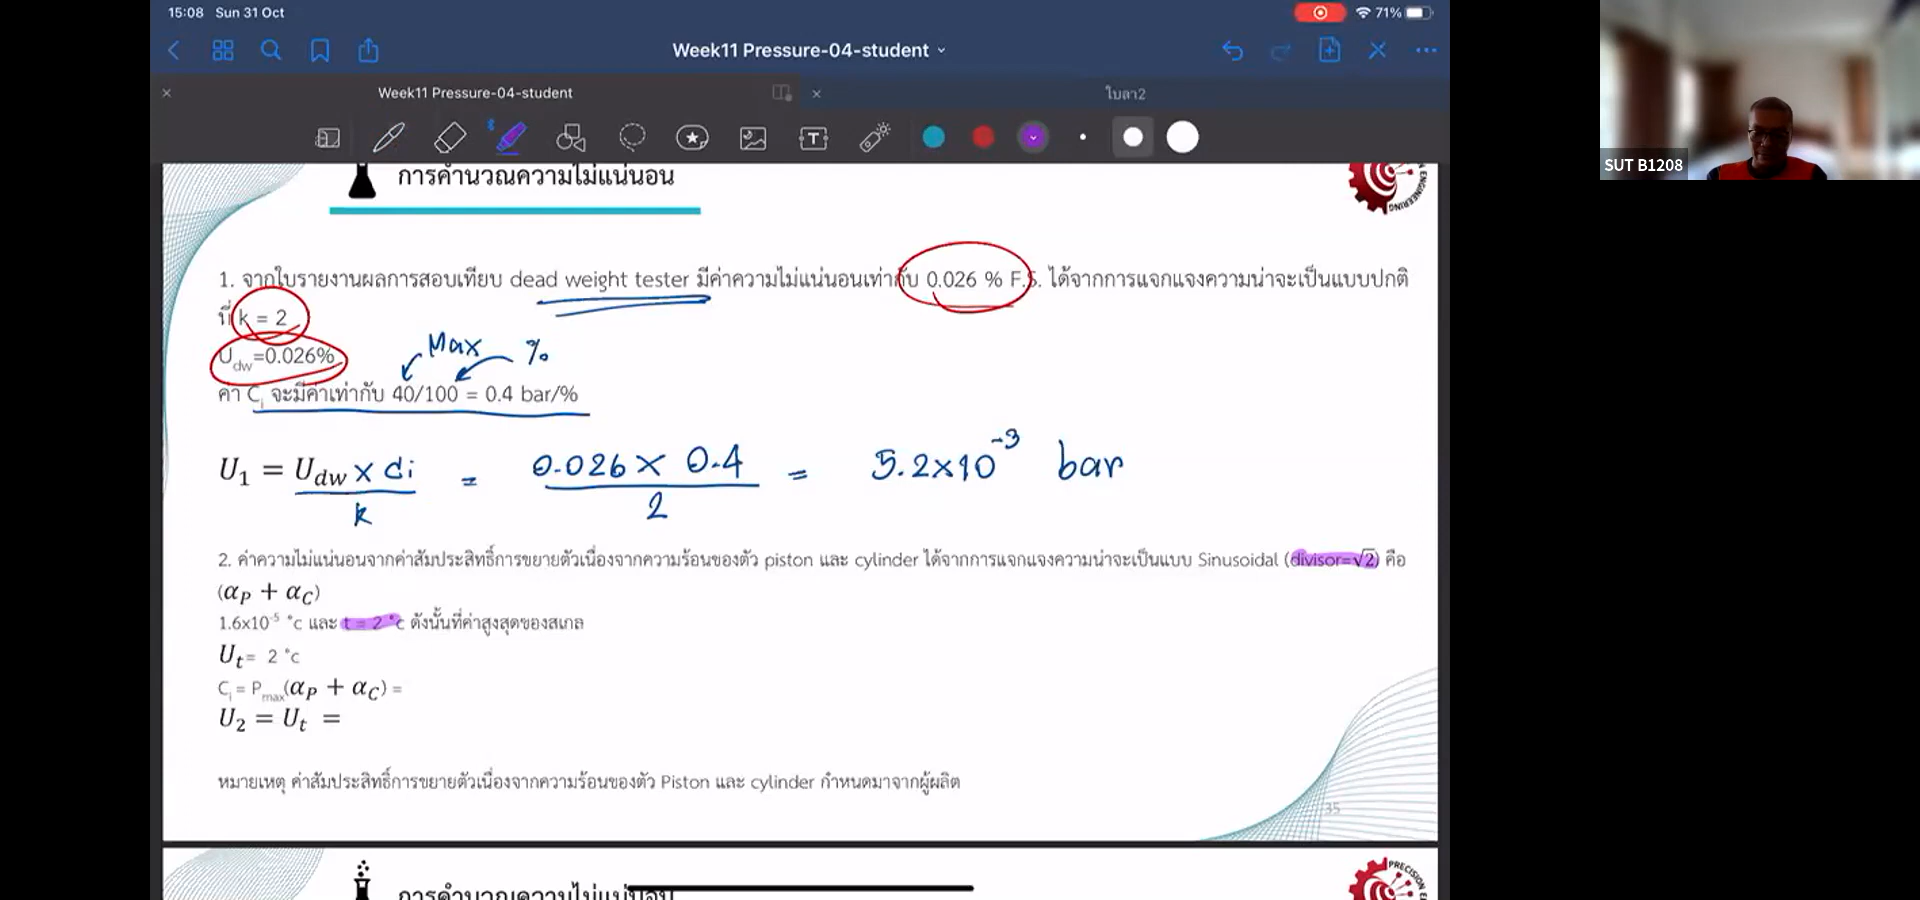 15:08 Sun 31 Oct
71%
Week11 Pressure-04-student
Week11 Pressure-04-student
ใบลา2
SUT B1208
การคำนวณความไม่แน่นอน
ENGINEERING
1. จากใบรายงานผลการสอบเทียบ dead weight tester มีค่าความไม่แน่นอนเท่ากับ 0.026 % F.S. ได้จากการแจกแจงความน่าจะเป็นแบบปกติ
ที่ k = 2
Max %
U_dw=0.026%
ค่า C_i จะมีค่าเท่ากับ 40/100 = 0.4 bar/%
U_1 = U_dw × ci / k = 0.026 × 0.4 / 2 = 5.2×10^-3 bar
2. ค่าความไม่แน่นอนจากค่าสัมประสิทธิ์การขยายตัวเนื่องจากความร้อนของตัว piston และ cylinder ได้จากการแจกแจงความน่าจะเป็นแบบ Sinusoidal (divisor=√2) คือ
(α_P + α_C)
1.6x10^-5 °c และ t = 2 °c ดังนั้นที่ค่าสูงสุดของสเกล
U_t = 2 °c
C_i = P_max(α_P + α_C) =
U_2 = U_t =
หมายเหตุ ค่าสัมประสิทธิ์การขยายตัวเนื่องจากความร้อนของตัว Piston และ cylinder กำหนดมาจากผู้ผลิต
35
การคำนวณความไม่แน่นอน
PRECISION